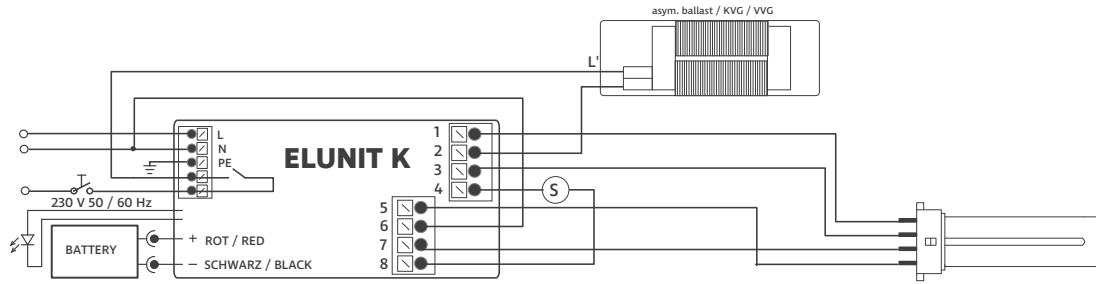 asym. ballast / KVG / VVG
L'
L
N
PE
ELUNIT K
1
2
3
4
S
230 V 50 / 60 Hz
5
6
7
8
BATTERY
+ ROT / RED
− SCHWARZ / BLACK